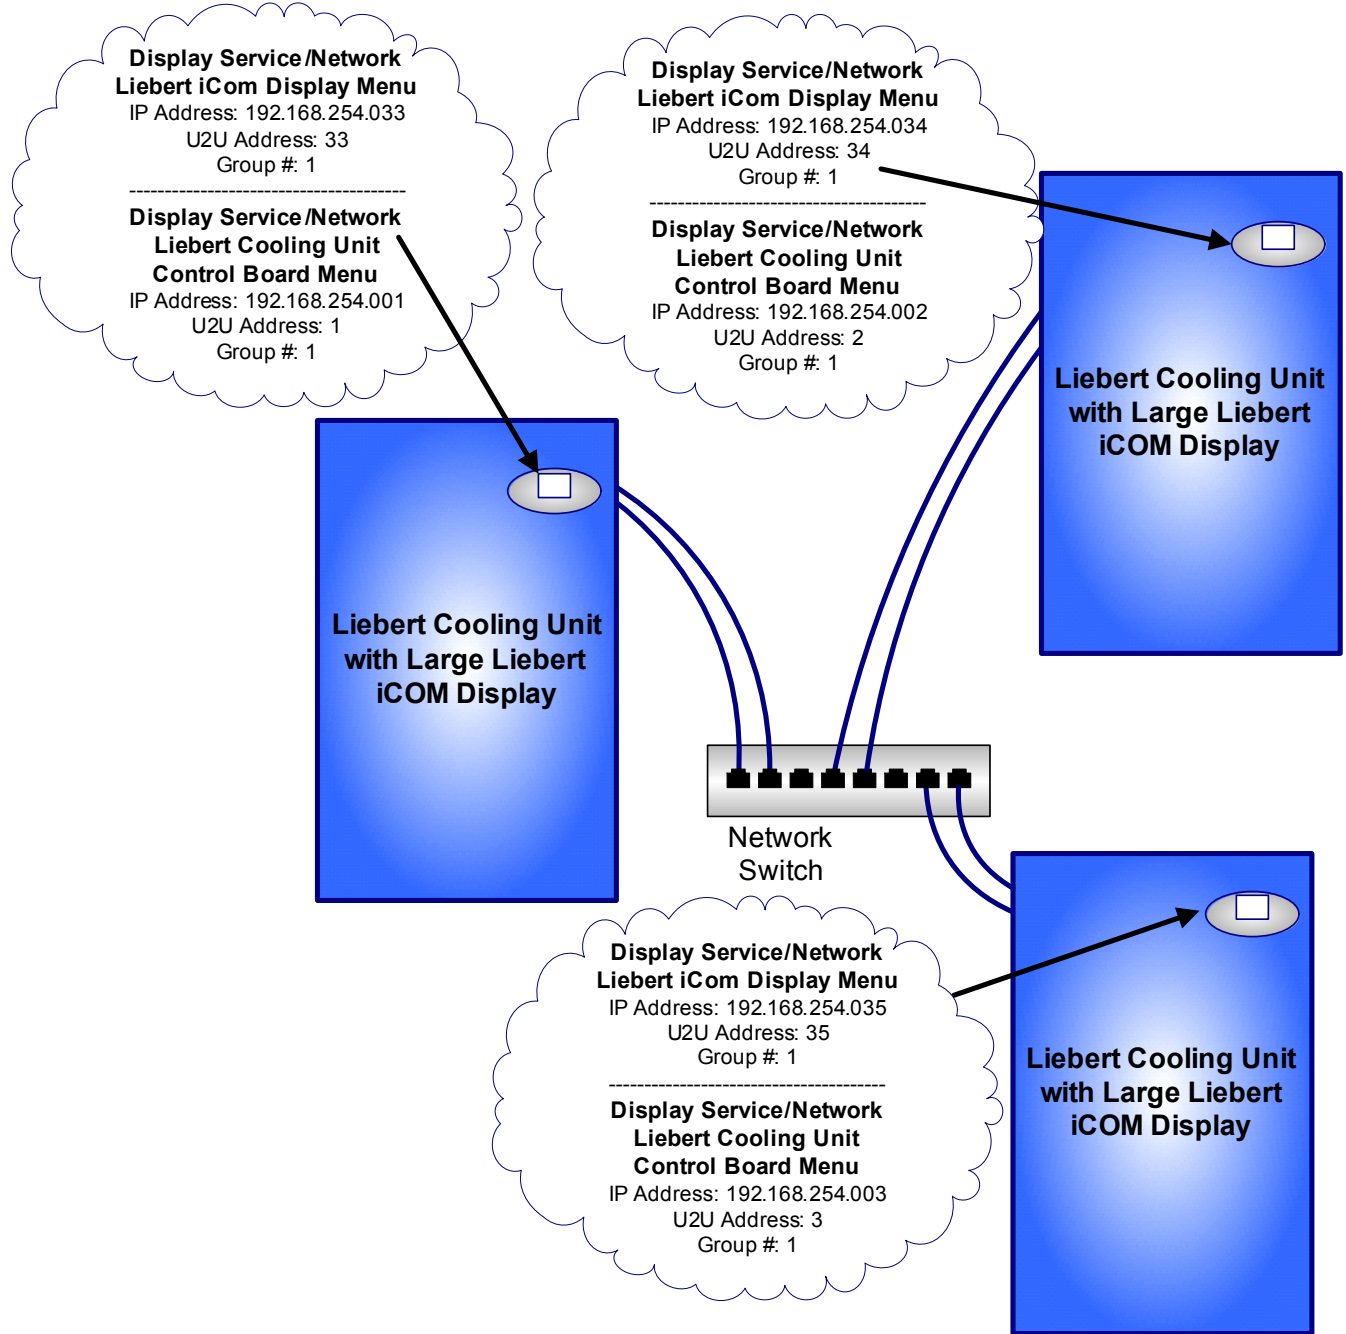 Display Service/Network
Liebert iCom Display Menu
IP Address: 192.168.254.033
U2U Address: 33
Group #: 1
---------------------------------------
Display Service/Network
Liebert Cooling Unit
Control Board Menu
IP Address: 192.168.254.001
U2U Address: 1
Group #: 1
Display Service/Network
Liebert iCom Display Menu
IP Address: 192.168.254.034
U2U Address: 34
Group #: 1
---------------------------------------
Display Service/Network
Liebert Cooling Unit
Control Board Menu
IP Address: 192.168.254.002
U2U Address: 2
Group #: 1
Liebert Cooling Unit
with Large Liebert
iCOM Display
Liebert Cooling Unit
with Large Liebert
iCOM Display
Network
Switch
Display Service/Network
Liebert iCom Display Menu
IP Address: 192.168.254.035
U2U Address: 35
Group #: 1
---------------------------------------
Display Service/Network
Liebert Cooling Unit
Control Board Menu
IP Address: 192.168.254.003
U2U Address: 3
Group #: 1
Liebert Cooling Unit
with Large Liebert
iCOM Display